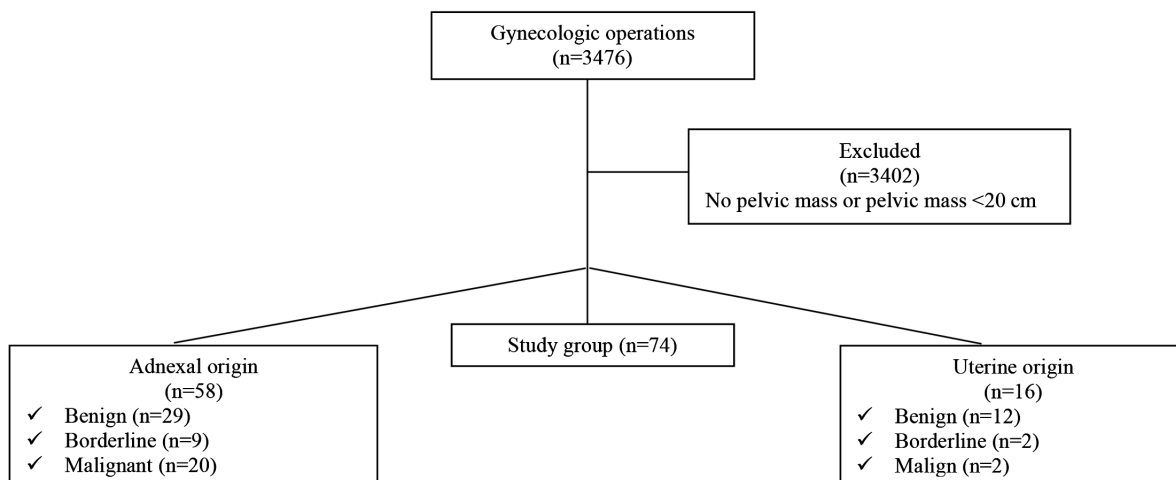 Gynecologic operations
(n=3476)
Excluded
(n=3402)
No pelvic mass or pelvic mass <20 cm
Study group (n=74)
Adnexal origin
(n=58)
✓ Benign (n=29)
✓ Borderline (n=9)
✓ Malignant (n=20)
Uterine origin
(n=16)
✓ Benign (n=12)
✓ Borderline (n=2)
✓ Malign (n=2)